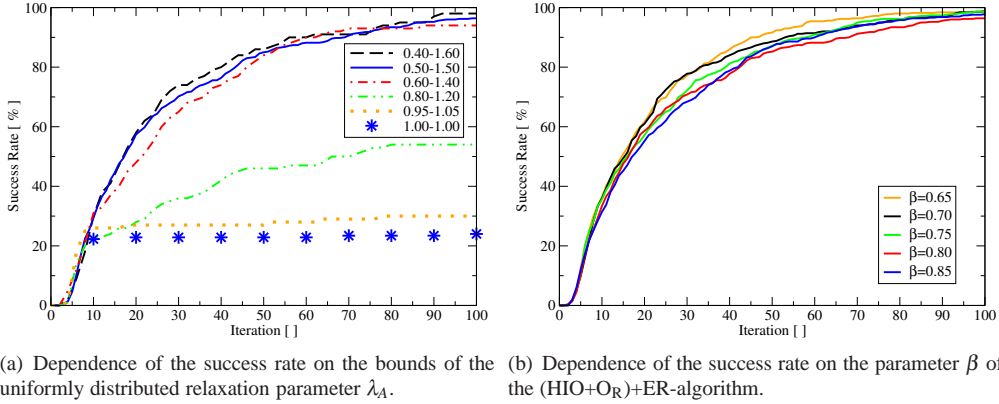 100
80
60
40
20
0
Success Rate [ % ]
0.40-1.60
0.50-1.50
0.60-1.40
0.80-1.20
0.95-1.05
1.00-1.00
0 10 20 30 40 50 60 70 80 90 100
Iteration [ ]
(a) Dependence of the success rate on the bounds of the
uniformly distributed relaxation parameter λA.
100
80
60
40
20
0
Success Rate [ % ]
β=0.65
β=0.70
β=0.75
β=0.80
β=0.85
0 10 20 30 40 50 60 70 80 90 100
Iteration [ ]
(b) Dependence of the success rate on the parameter β of
the (HIO+OR)+ER-algorithm.